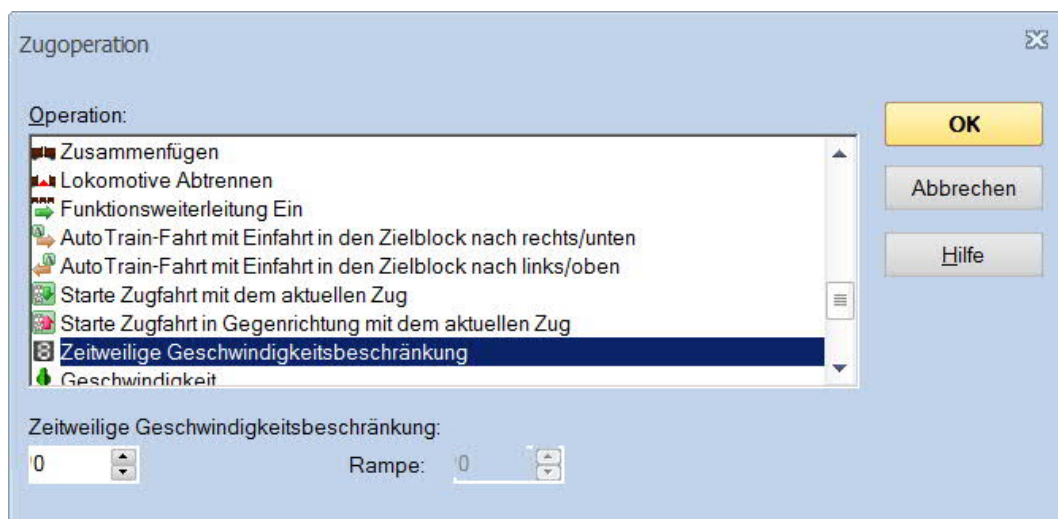 Zugoperation
Operation:
Zusammenfügen
Lokomotive Abtrennen
Funktionsweiterleitung Ein
AutoTrain-Fahrt mit Einfahrt in den Zielblock nach rechts/unten
AutoTrain-Fahrt mit Einfahrt in den Zielblock nach links/oben
Starte Zugfahrt mit dem aktuellen Zug
Starte Zugfahrt in Gegenrichtung mit dem aktuellen Zug
Zeitweilige Geschwindigkeitsbeschränkung
Geschwindigkeit
OK
Abbrechen
Hilfe
Zeitweilige Geschwindigkeitsbeschränkung:
0
Rampe:
0